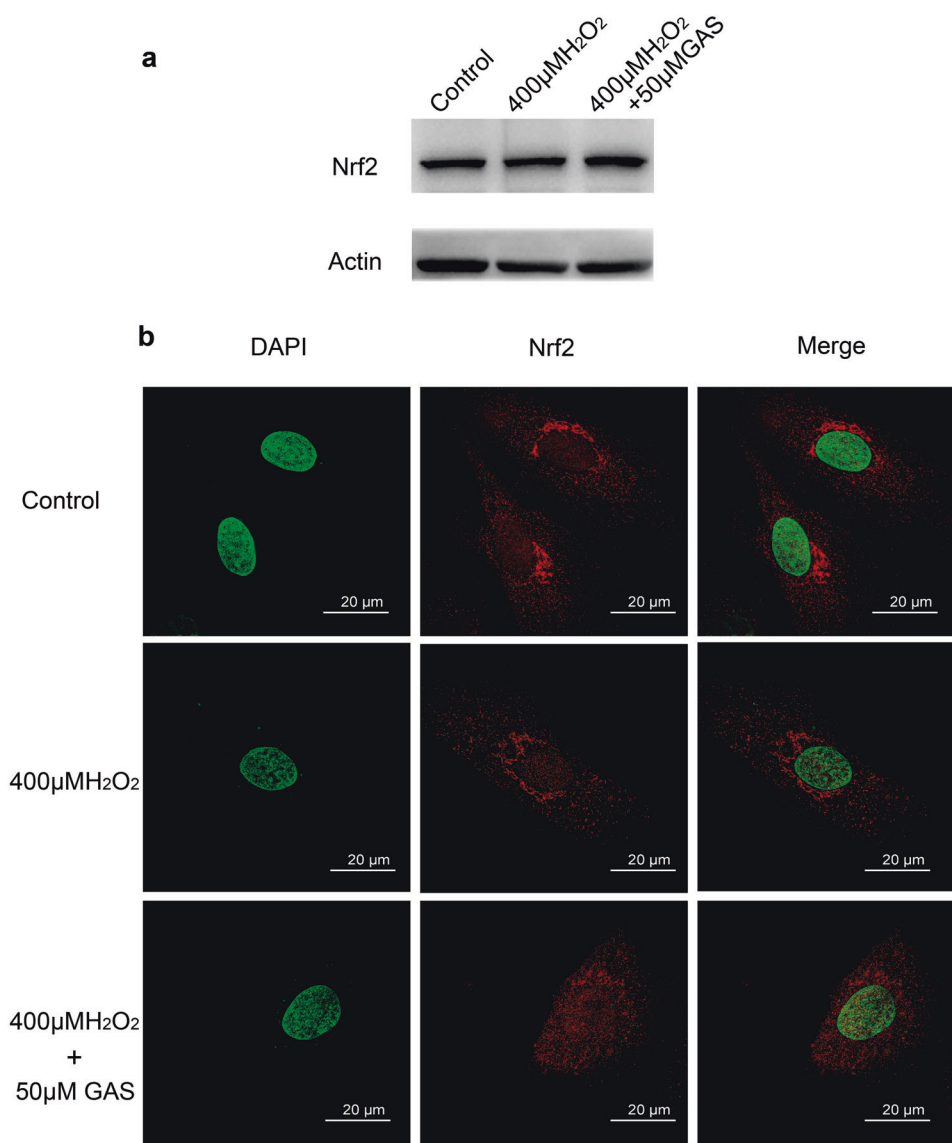 a
Control
400μMH₂O₂
400μMH₂O₂
+50μMGAS
Nrf2
Actin
b
DAPI
Nrf2
Merge
Control
20 μm
20 μm
20 μm
400μMH₂O₂
20 μm
20 μm
20 μm
400μMH₂O₂
+
50μM GAS
20 μm
20 μm
20 μm